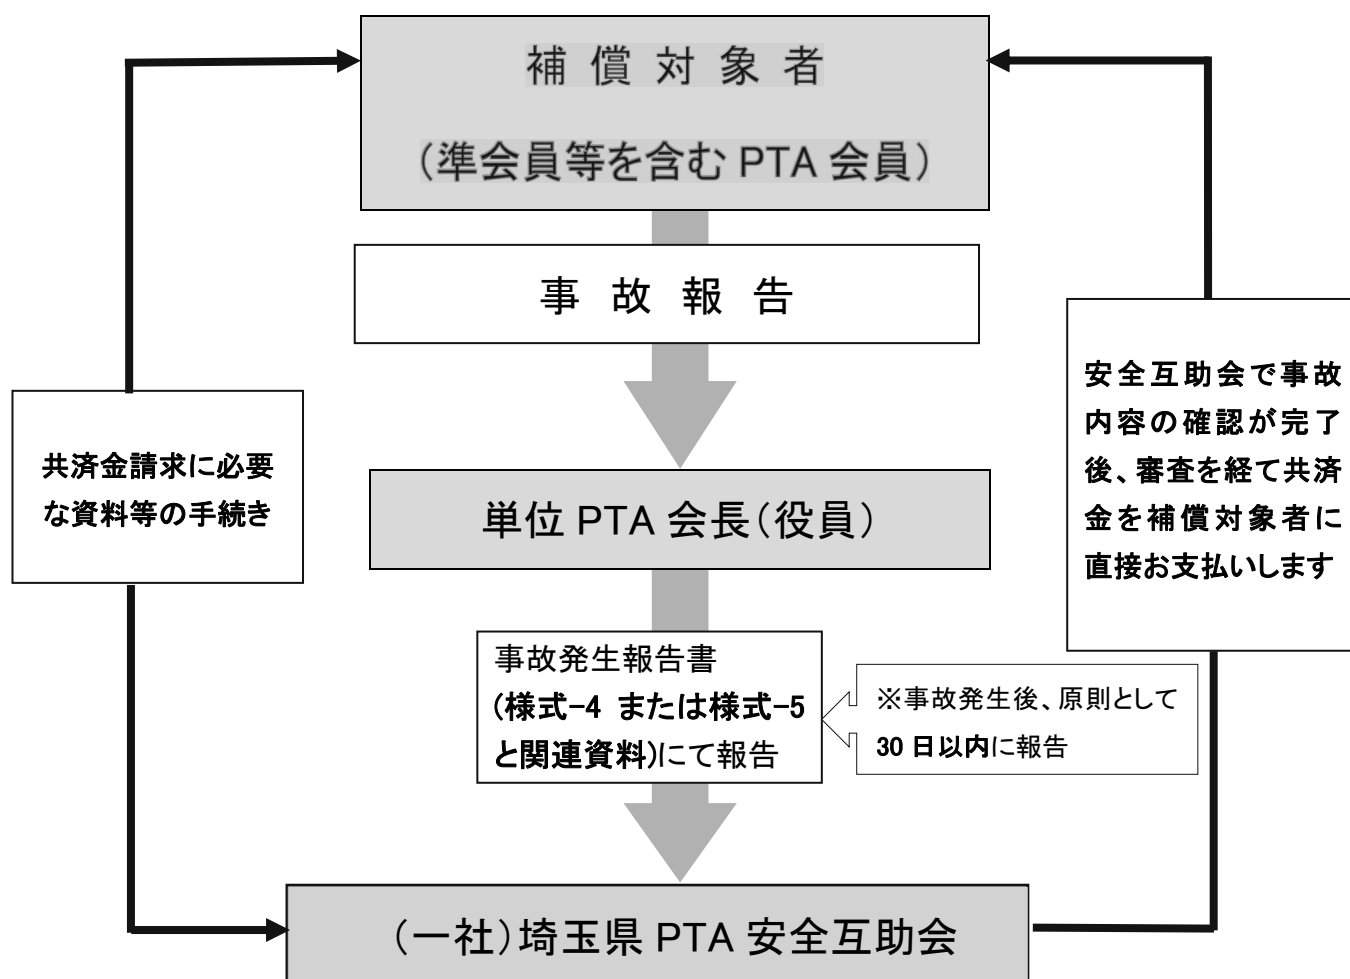 補償対象者
（準会員等を含む PTA 会員）
事故報告
共済金請求に必要
な資料等の手続き
安全互助会で事故
内容の確認が完了
後、審査を経て共済
金を補償対象者に
直接お支払いします
単位 PTA 会長（役員）
事故発生報告書
(様式-4 または様式-5
と関連資料)にて報告
※事故発生後、原則として
30 日以内に報告
（一社）埼玉県 PTA 安全互助会